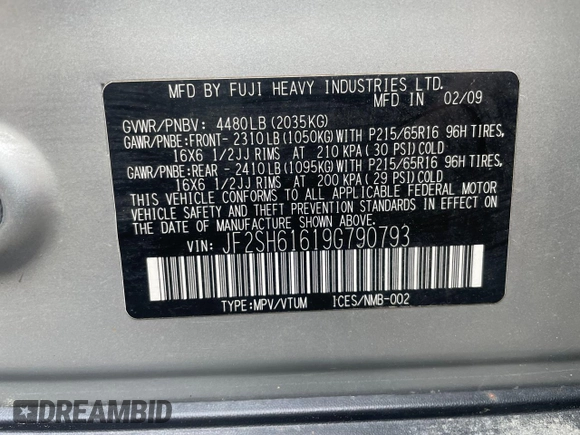 MFD BY FUJI HEAVY INDUSTRIES LTD.
MFD IN 02/09
GVWR/PNBV: 4480LB (2035KG)
GAWR/PNBE:FRONT- 2310LB (1050KG) WITH P215/65R16 96H TIRES,
16X6 1/2JJ RIMS AT 210 KPA ( 30 PSI) COLD
GAWR/PNBE:REAR - 2410LB (1095KG) WITH P215/65R16 96H TIRES,
16X6 1/2JJ RIMS AT 200 KPA ( 29 PSI) COLD
THIS VEHICLE CONFORMS TO ALL APPLICABLE FEDERAL MOTOR
VEHICLE SAFETY AND THEFT PREVENTION STANDARDS IN EFFECT ON
THE DATE OF MANUFACTURE SHOWN ABOVE.
VIN: JF2SH61619G790793
TYPE:MPV/VTUM ICES/NMB-002
DREAMBID